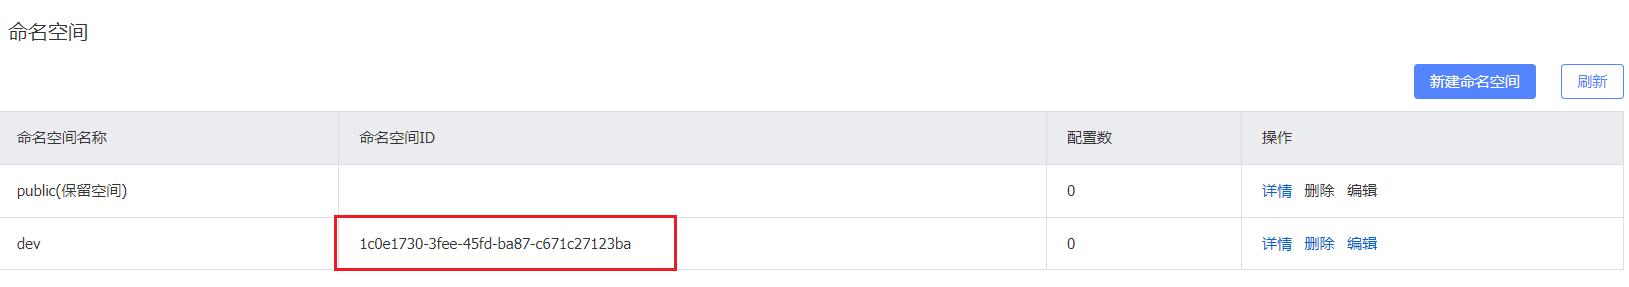 命名空间
新建命名空间 刷新
命名空间名称 命名空间ID 配置数 操作
public(保留空间) 0 详情 删除 编辑
dev 1c0e1730-3fee-45fd-ba87-c671c27123ba 0 详情 删除 编辑